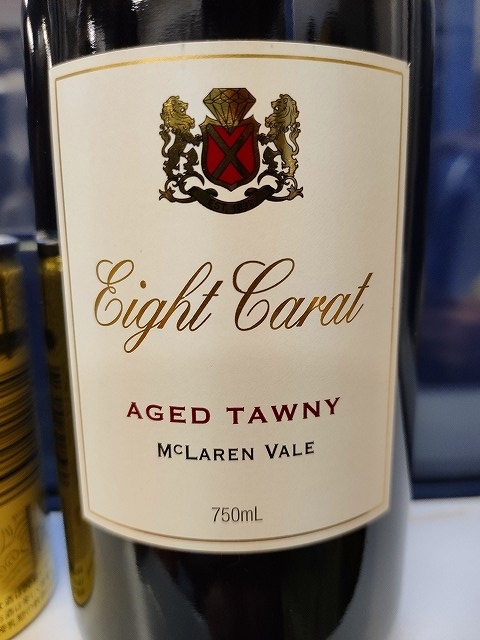 Eight Carat
AGED TAWNY
McLAREN VALE
750mL